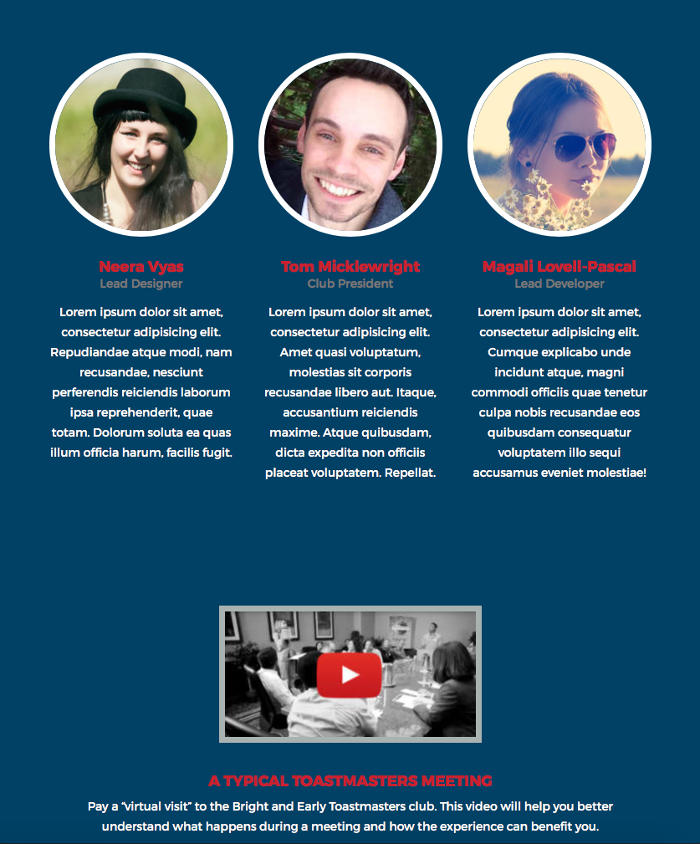 Neera Vyas
Lead Designer
Lorem ipsum dolor sit amet,
consectetur adipisicing elit.
Repudiandae atque modi, nam
recusandae, nesciunt
perferendis reiciendis laborum
ipsa reprehenderit, quae
totam. Dolorum soluta ea quas
illum officia harum, facilis fugit.
Tom Micklewright
Club President
Lorem ipsum dolor sit amet,
consectetur adipisicing elit.
Amet quasi voluptatum,
molestias sit corporis
recusandae libero aut. Itaque,
accusantium reiciendis
maxime. Atque quibusdam,
dicta expedita non officiis
placeat voluptatem. Repellat.
Magali Lovell-Pascal
Lead Developer
Lorem ipsum dolor sit amet,
consectetur adipisicing elit.
Cumque explicabo unde
incidunt atque, magni
commodi officiis quae tenetur
culpa nobis recusandae eos
quibusdam consequatur
voluptatem illo sequi
accusamus eveniet molestiae!
A TYPICAL TOASTMASTERS MEETING
Pay a “virtual visit” to the Bright and Early Toastmasters club. This video will help you better
understand what happens during a meeting and how the experience can benefit you.